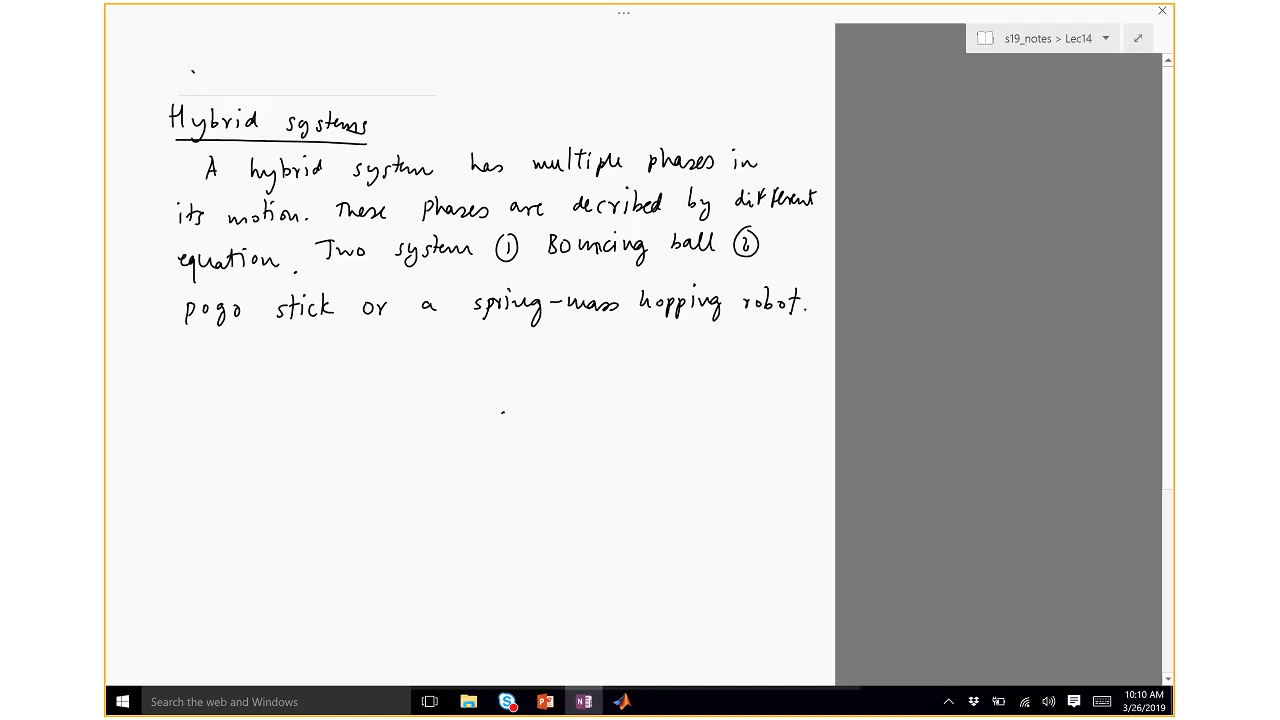 s19_notes > Lec14
Hybrid systems
A hybrid system has multiple phases in
its motion. These phases are decribed by different
equation. Two system ① Bouncing ball ②
pogo stick or a spring-mass hopping robot.
Search the web and Windows
10:10 AM
3/26/2019